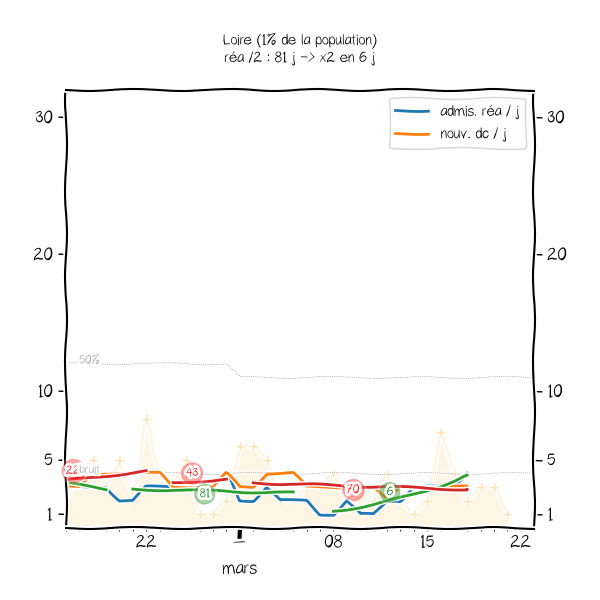 Loire (1% de la population)
réa /2 : 81 j -> x2 en 6 j
admis. réa / j
nouv. dc / j
30 30
20 20
50%
10 10
5 5
22 bruit 43
81 70 6
1 1
22 1 08 15 22
mars